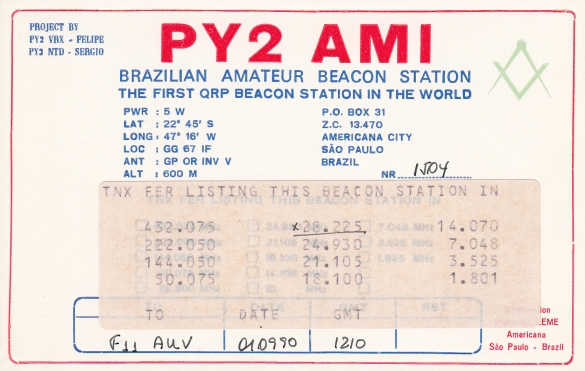 PROJECT BY
PY2 VRX - FELIPE
PY2 NTD - SERGIO
PY2 AMI
BRAZILIAN AMATEUR BEACON STATION
THE FIRST QRP BEACON STATION IN THE WORLD
PWR : 5 W
LAT : 22° 45' S
LONG : 47° 16' W
LOC : GG 67 IF
ANT : GP OR INV V
ALT : 600 M
P.O. BOX 31
Z.C. 13.470
AMERICANA CITY
SÃO PAULO
BRAZIL
NR 1504
TNX FER LISTING THIS BEACON STATION IN
432.075 x28.225 14.070
222.050 24.930 7.048
144.050 21.105 3.525
50.075 18.100 1.801
TO DATE GMT
F11 AUV 010990 1210
Americana
São Paulo - Brazil